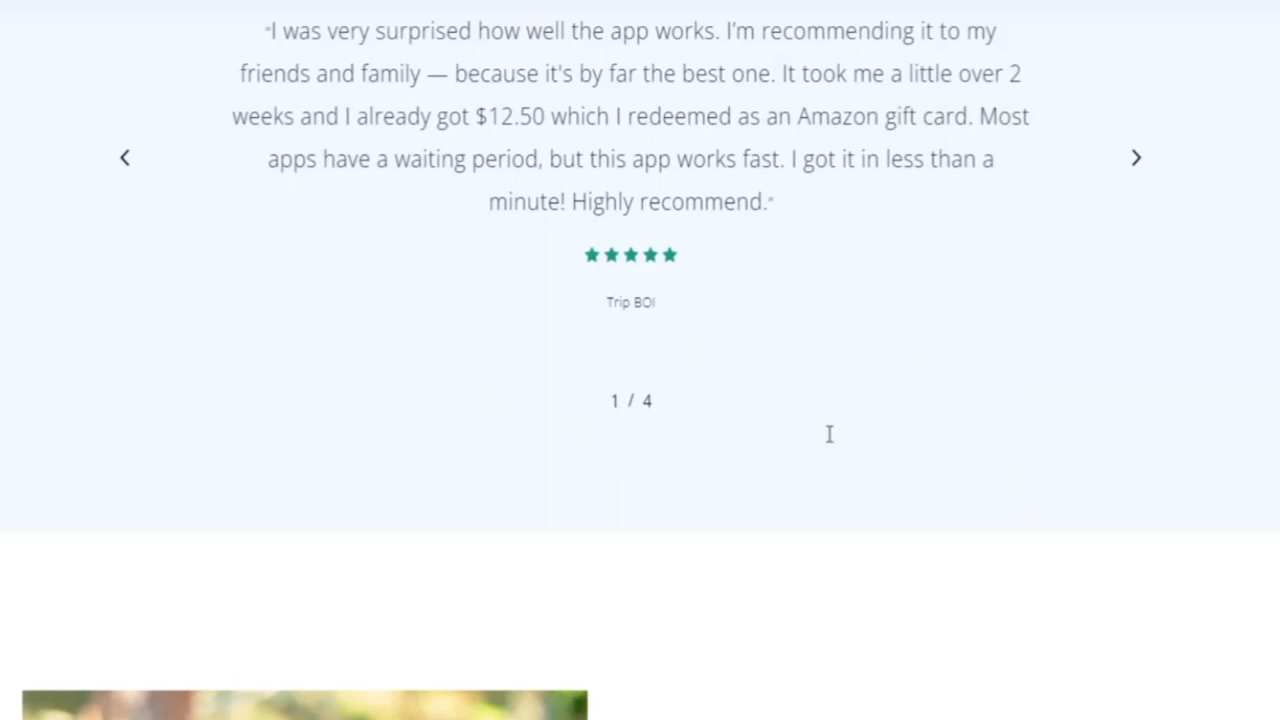 "I was very surprised how well the app works. I'm recommending it to my
friends and family — because it's by far the best one. It took me a little over 2
weeks and I already got $12.50 which I redeemed as an Amazon gift card. Most
apps have a waiting period, but this app works fast. I got it in less than a
minute! Highly recommend."
Trip BOI
1 / 4